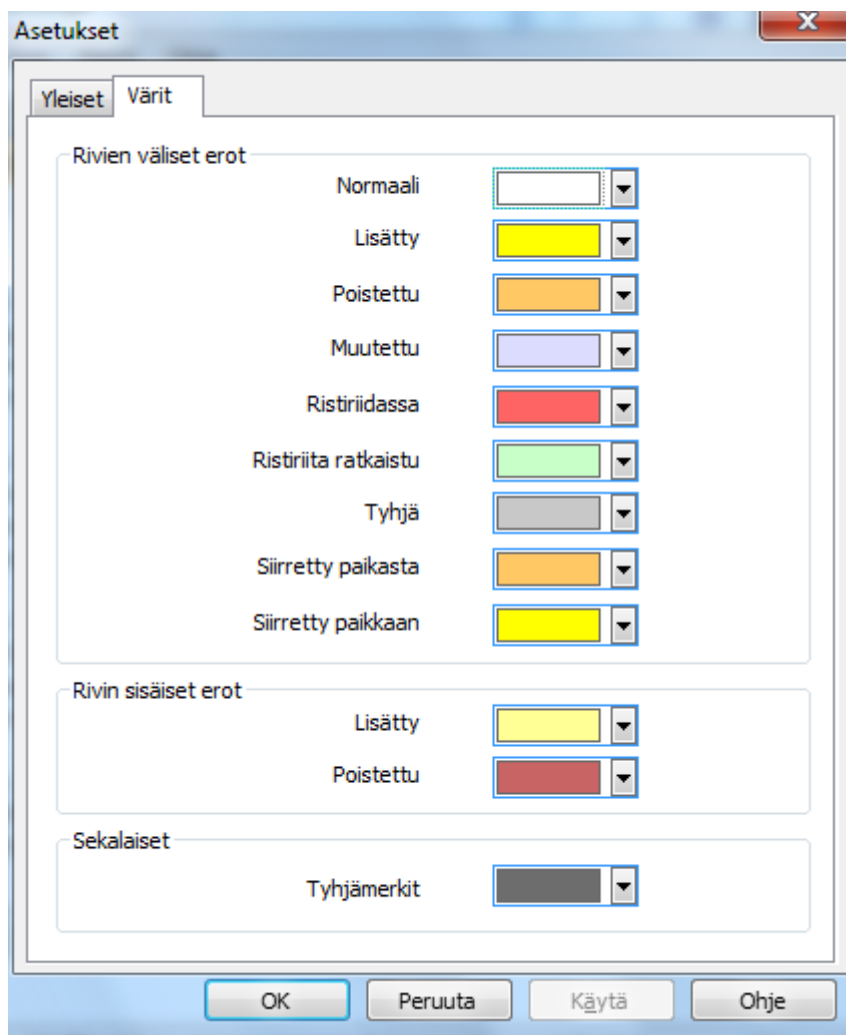 Asetukset
Yleiset Värit
Rivien väliset erot
Normaali
Lisätty
Poistettu
Muutettu
Ristiriidassa
Ristiriita ratkaistu
Tyhjä
Siirretty paikasta
Siirretty paikkaan
Rivin sisäiset erot
Lisätty
Poistettu
Sekalaiset
Tyhjämerkit
OK Peruuta Käytä Ohje